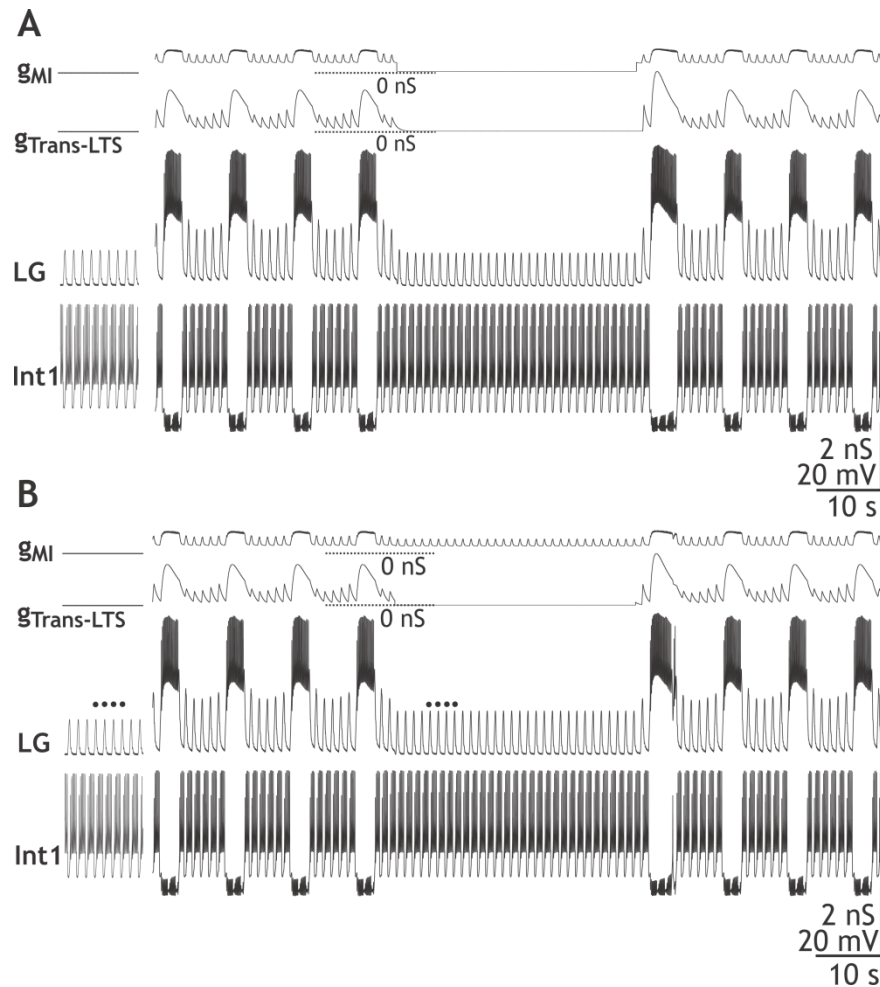 A
gMI
0 nS
gTrans-LTS
0 nS
LG
Int1
2 nS
20 mV
10 s
B
gMI
0 nS
gTrans-LTS
0 nS
LG
Int1
2 nS
20 mV
10 s